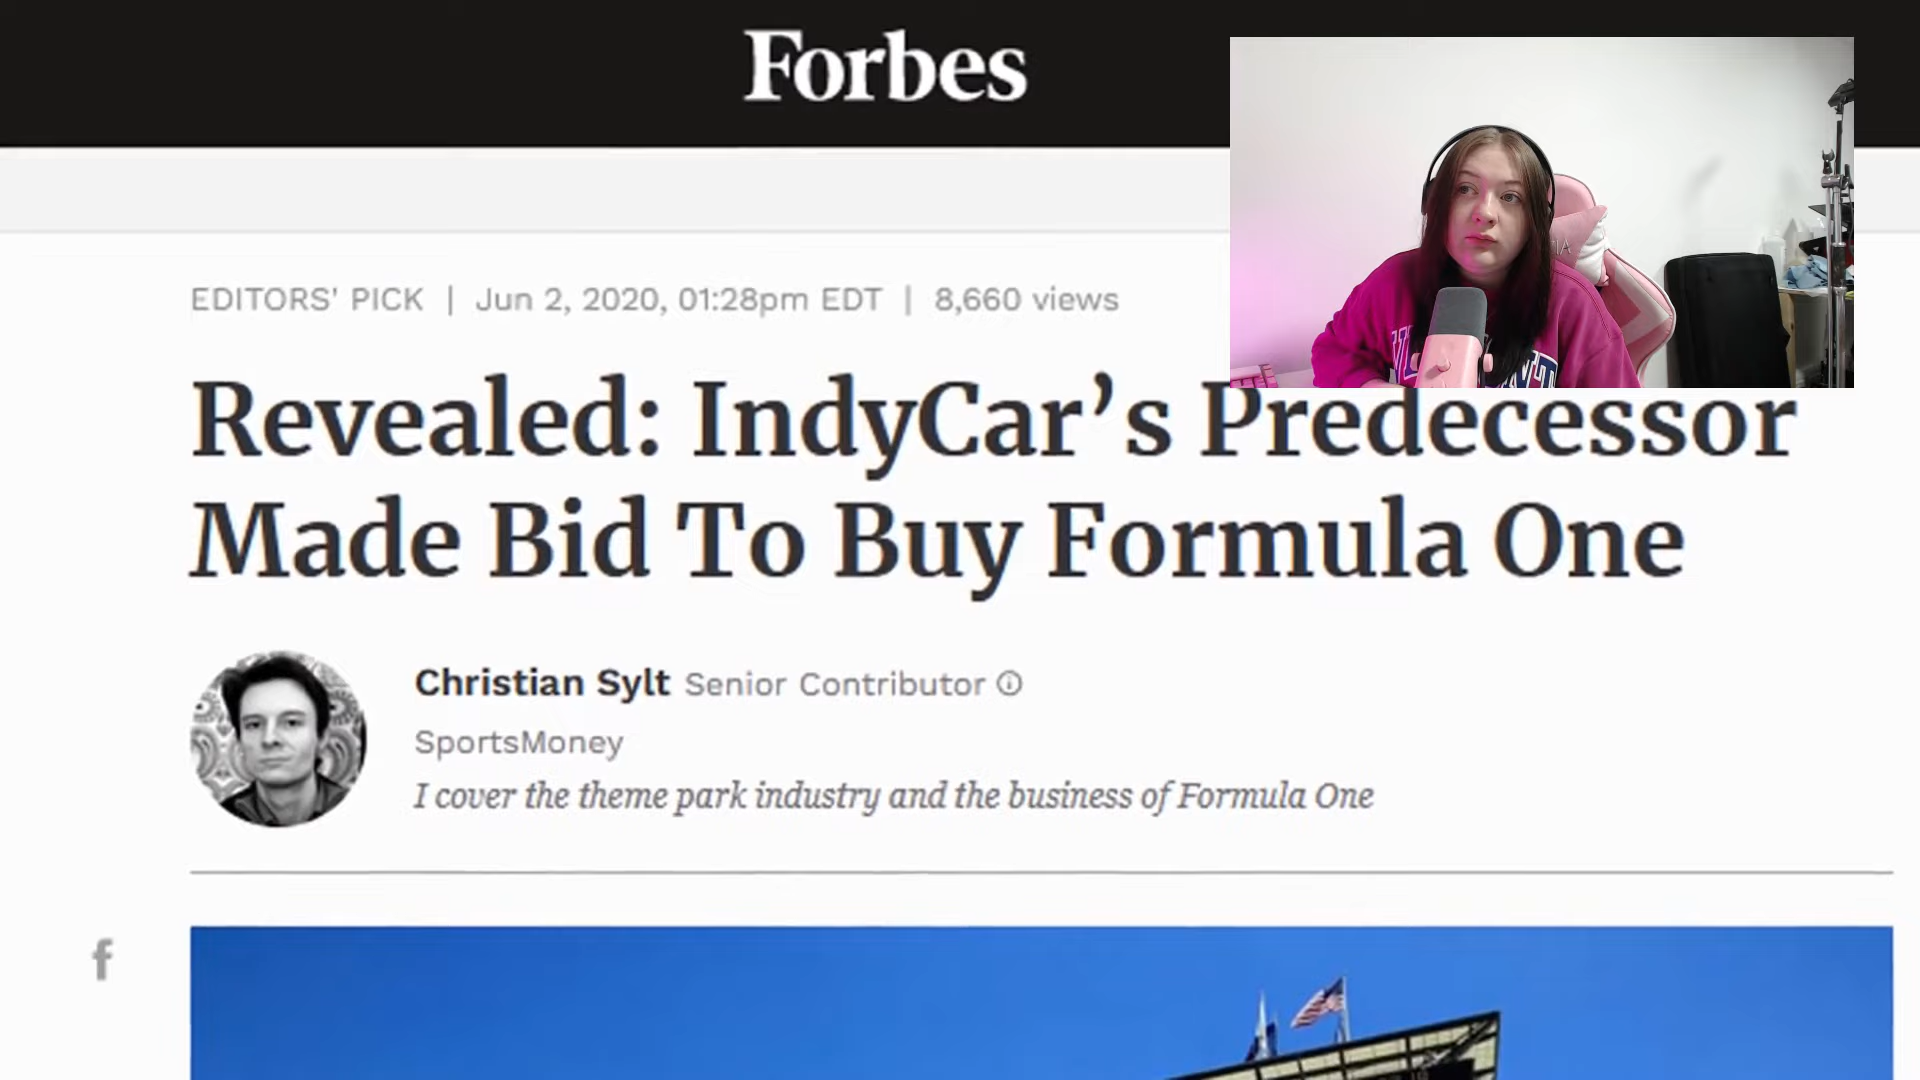 Forbes
EDITORS' PICK | Jun 2, 2020, 01:28pm EDT | 8,660 views
Revealed: IndyCar’s Predecessor
Made Bid To Buy Formula One
Christian Sylt Senior Contributor
SportsMoney
I cover the theme park industry and the business of Formula One
f